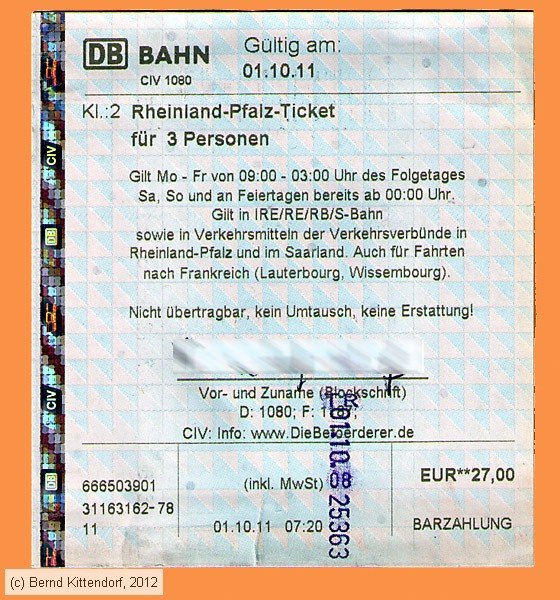 DB BAHN
Gültig am:
01.10.11
CIV 1080
Kl.:2 Rheinland-Pfalz-Ticket
für 3 Personen
Gilt Mo - Fr von 09:00 - 03:00 Uhr des Folgetages
Sa, So und an Feiertagen bereits ab 00:00 Uhr.
Gilt in IRE/RE/RB/S-Bahn
sowie in Verkehrsmitteln der Verkehrsverbünde in
Rheinland-Pfalz und im Saarland. Auch für Fahrten
nach Frankreich (Lauterbourg, Wissembourg).
Nicht übertragbar, kein Umtausch, keine Erstattung!
Vor- und Zuname (Blockschrift)
D: 1080; F:
CIV: Info: www.DieBefoerderer.de
666503901
31163162-78
11
(inkl. MwSt)
01.10.11 07:20
EUR**27,00
BARZAHLUNG
25363
CIV
DB
CIV
DB
(c) Bernd Kittendorf, 2012